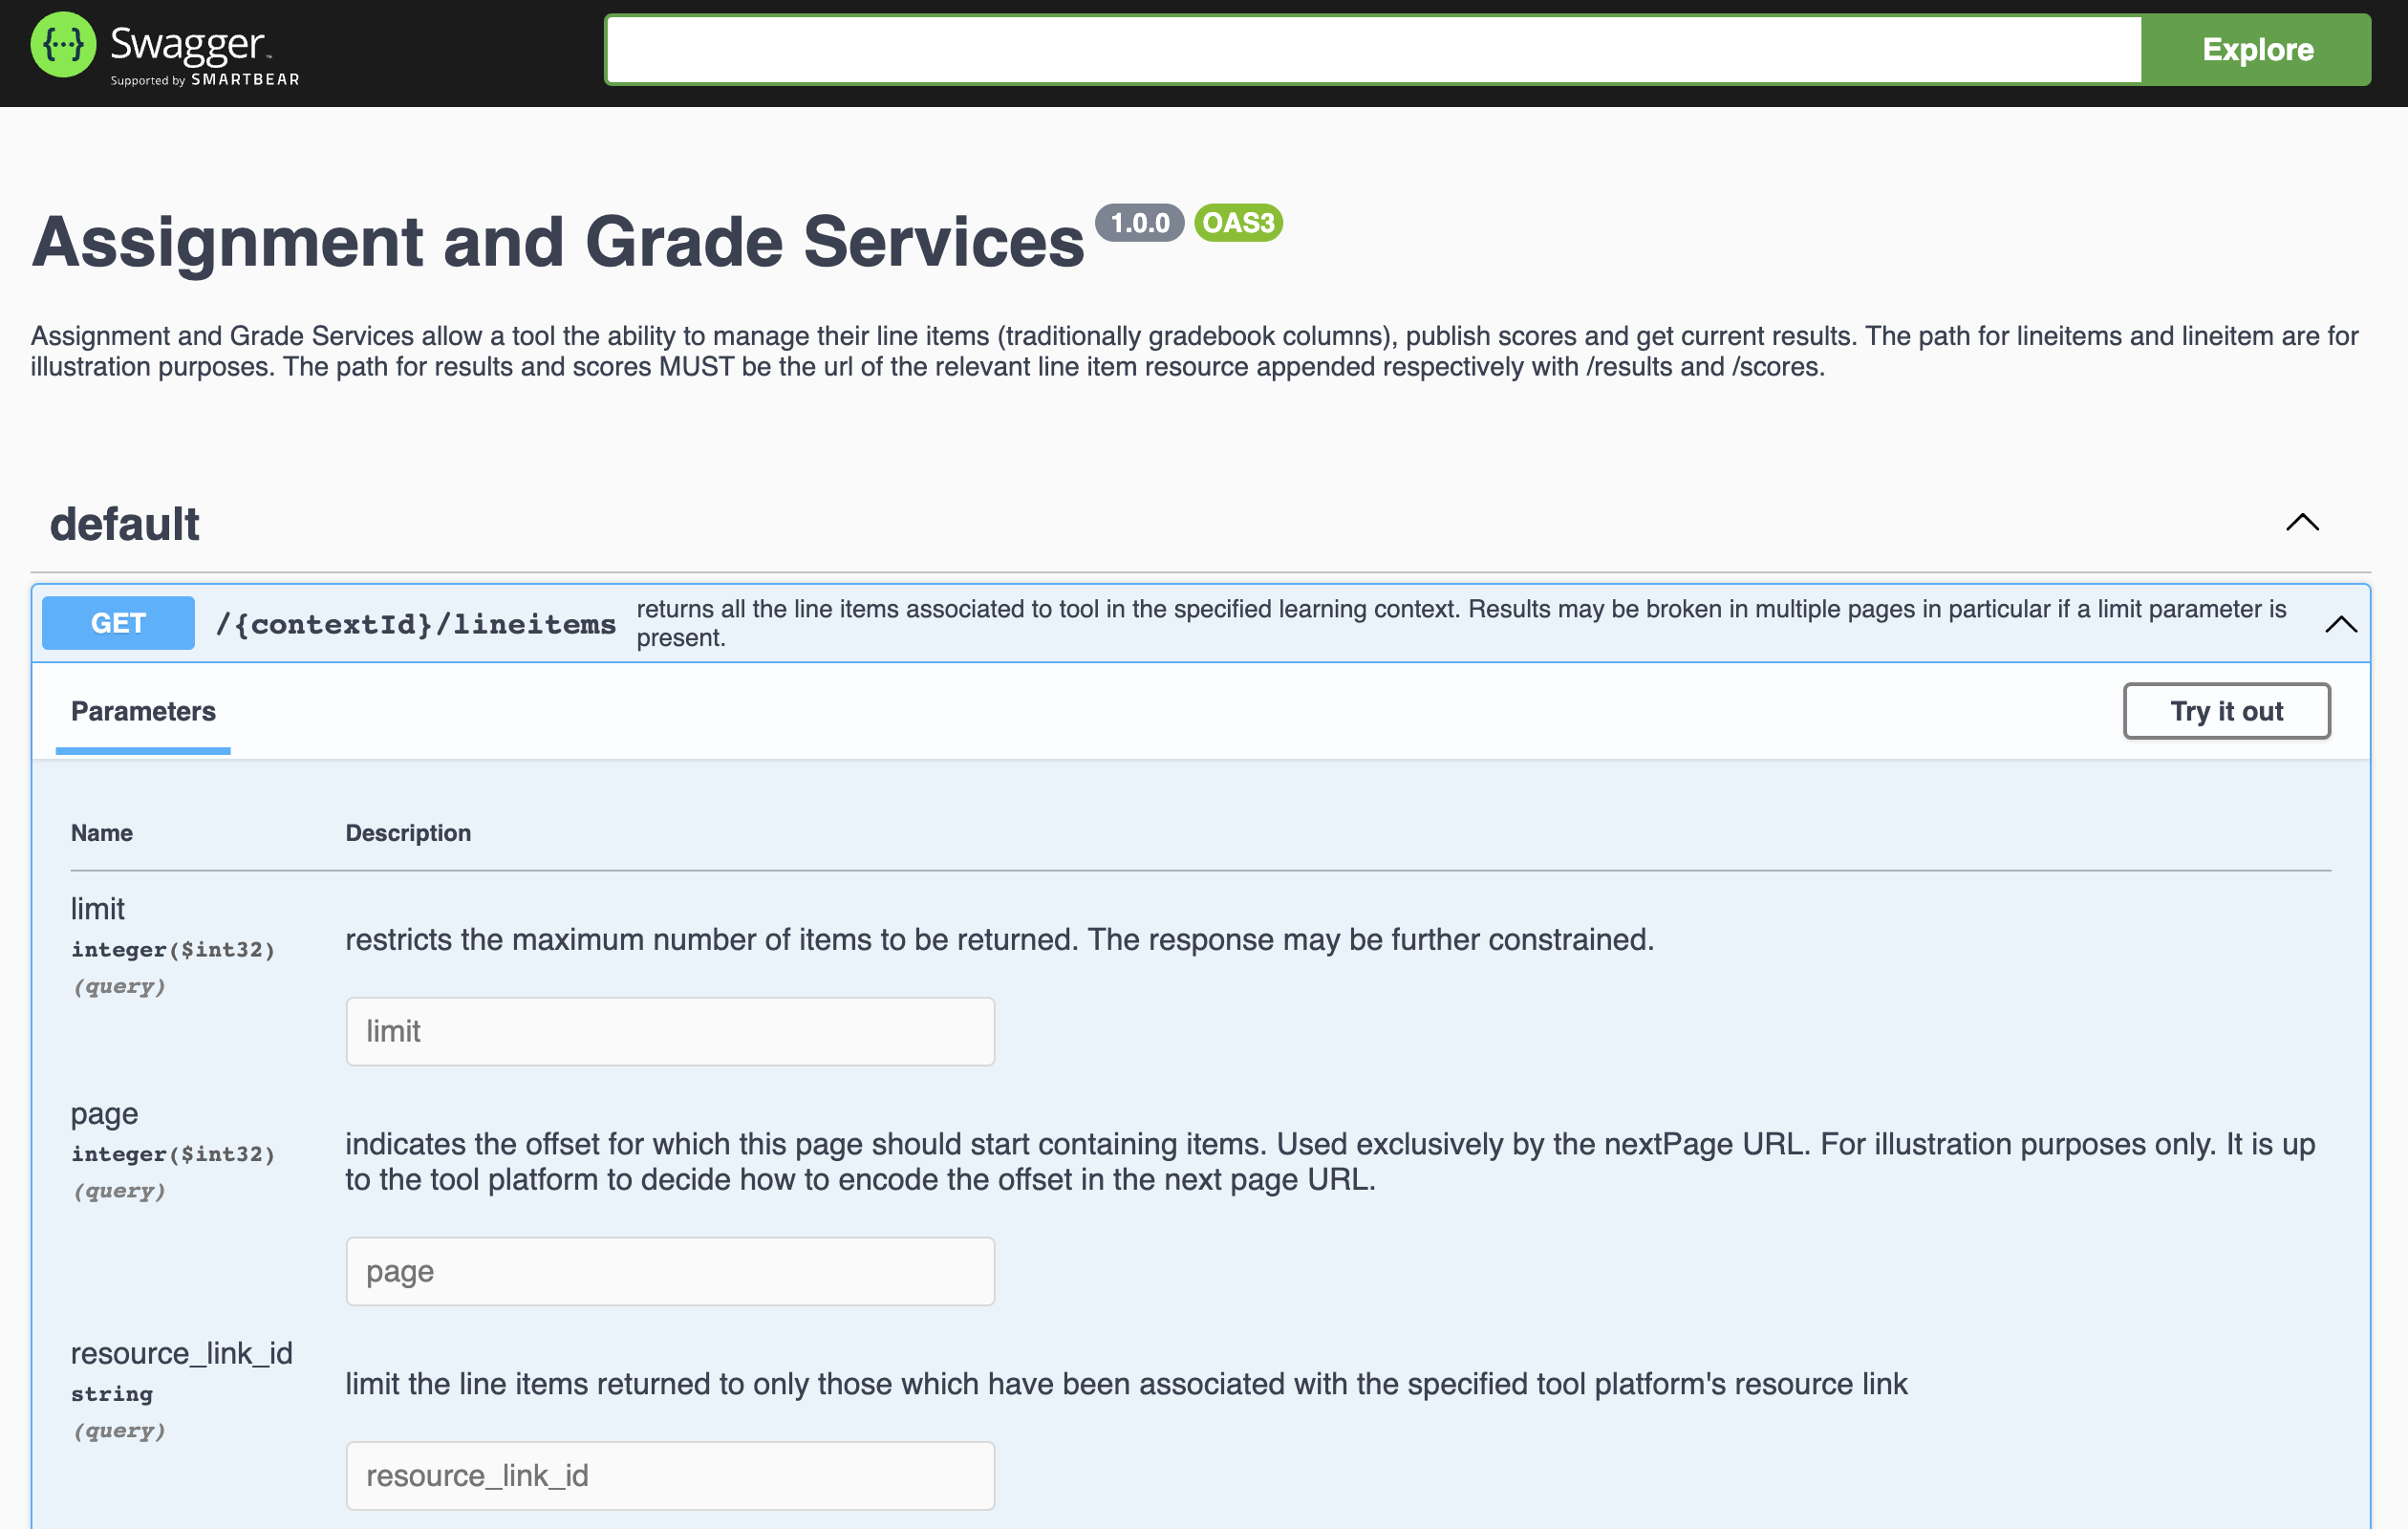 {···} Swagger™
Supported by SMARTBEAR
Explore
Assignment and Grade Services 1.0.0 OAS3
Assignment and Grade Services allow a tool the ability to manage their line items (traditionally gradebook columns), publish scores and get current results. The path for lineitems and lineitem are for
illustration purposes. The path for results and scores MUST be the url of the relevant line item resource appended respectively with /results and /scores.
default
GET /{contextId}/lineitems returns all the line items associated to tool in the specified learning context. Results may be broken in multiple pages in particular if a limit parameter is
present.
Parameters
Try it out
Name Description
limit
integer($int32)
(query)
restricts the maximum number of items to be returned. The response may be further constrained.
limit
page
integer($int32)
(query)
indicates the offset for which this page should start containing items. Used exclusively by the nextPage URL. For illustration purposes only. It is up
to the tool platform to decide how to encode the offset in the next page URL.
page
resource_link_id
string
(query)
limit the line items returned to only those which have been associated with the specified tool platform's resource link
resource_link_id